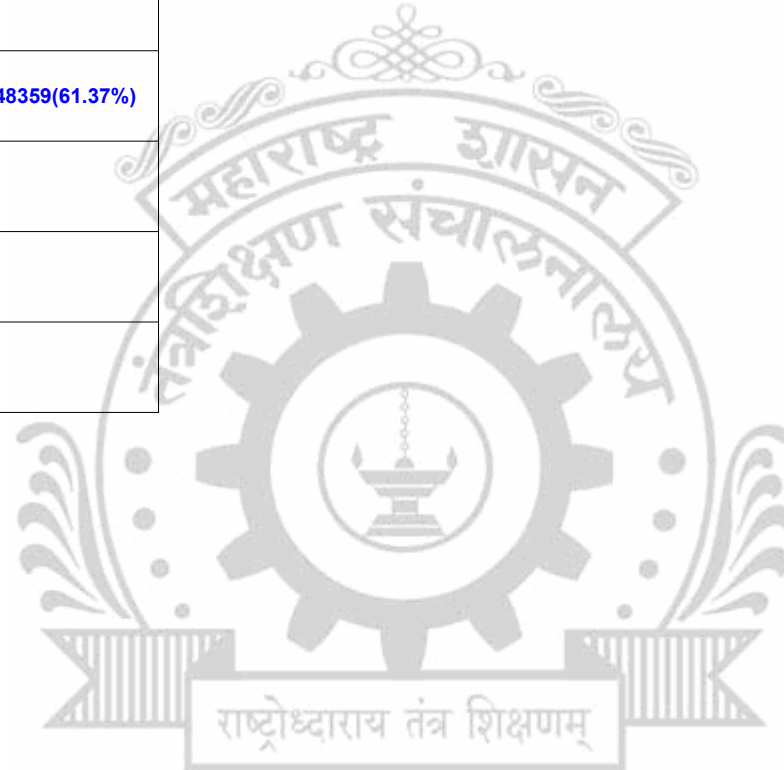 48359(61.37%)
महाराष्ट्र शासन
तंत्रशिक्षण संचालनालय
राष्ट्रोध्दाराय तंत्र शिक्षणम्